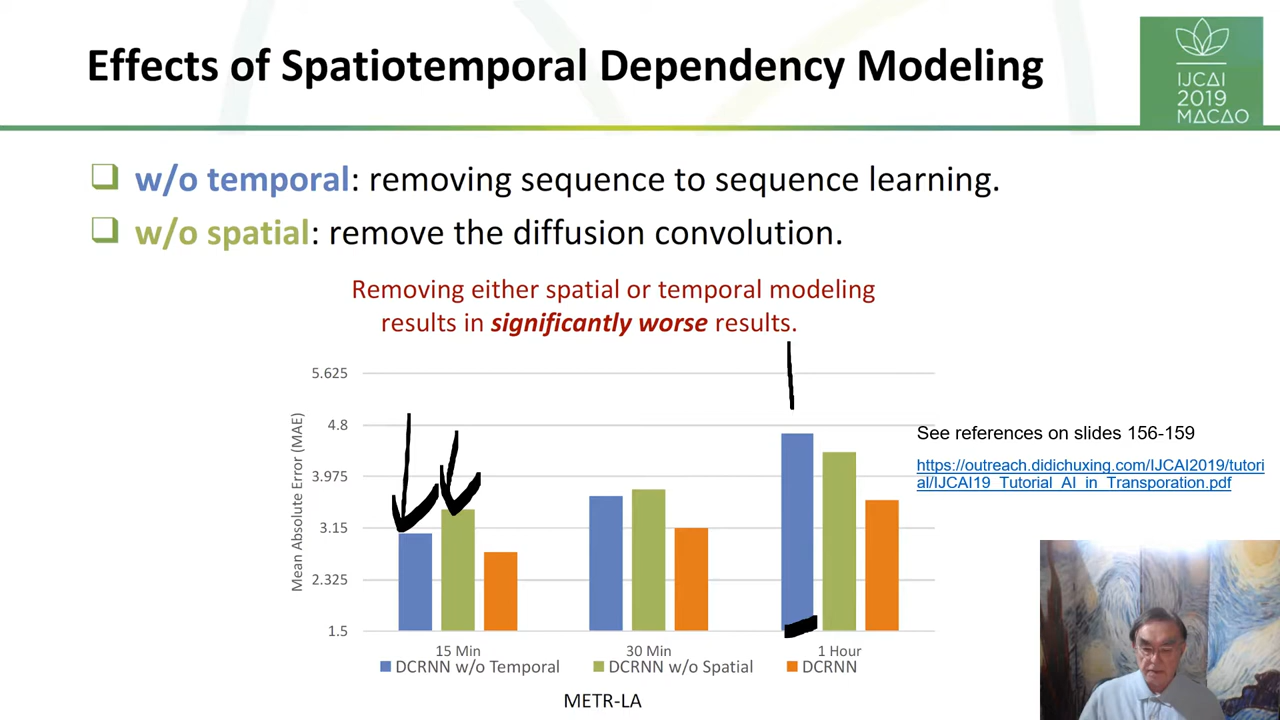 Effects of Spatiotemporal Dependency Modeling
IJCAI
2019
MACAO
w/o temporal: removing sequence to sequence learning.
w/o spatial: remove the diffusion convolution.
Removing either spatial or temporal modeling
results in significantly worse results.
Mean Absolute Error (MAE)
5.625
4.8
3.975
3.15
2.325
1.5
15 Min
30 Min
1 Hour
DCRNN w/o Temporal
DCRNN w/o Spatial
DCRNN
METR-LA
See references on slides 156-159
https://outreach.didichuxing.com/IJCAI2019/tutori
al/IJCAI19_Tutorial_AI_in_Transporation.pdf